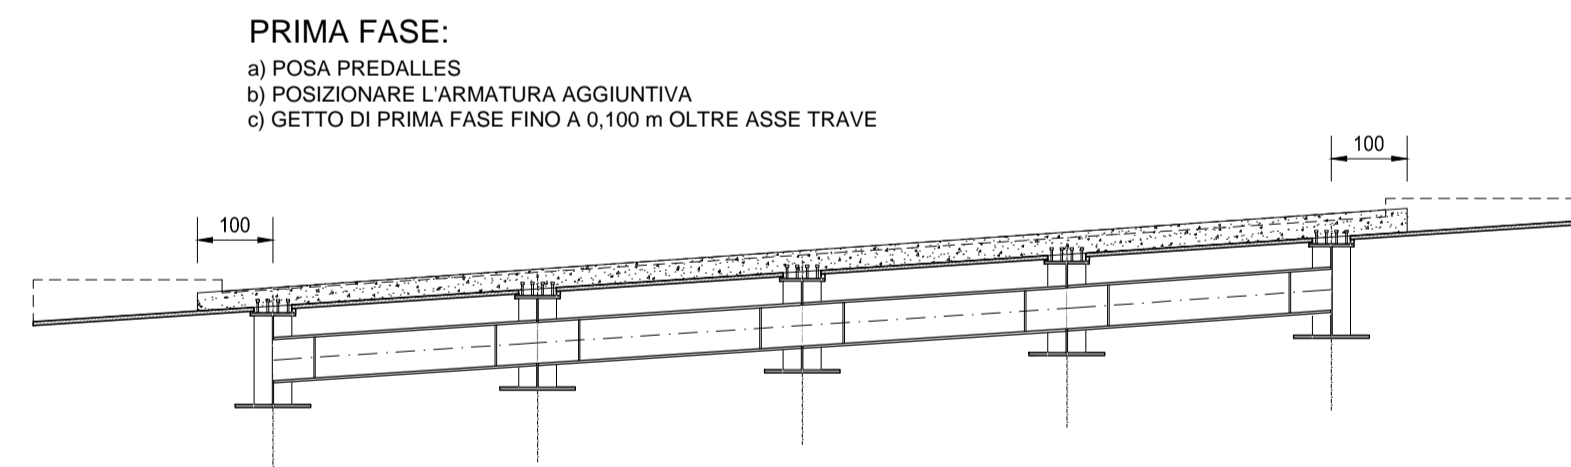 PRIMA FASE:
a) POSA PREDALLES
b) POSIZIONARE L'ARMATURA AGGIUNTIVA
c) GETTO DI PRIMA FASE FINO A 0,100 m OLTRE ASSE TRAVE
100
100